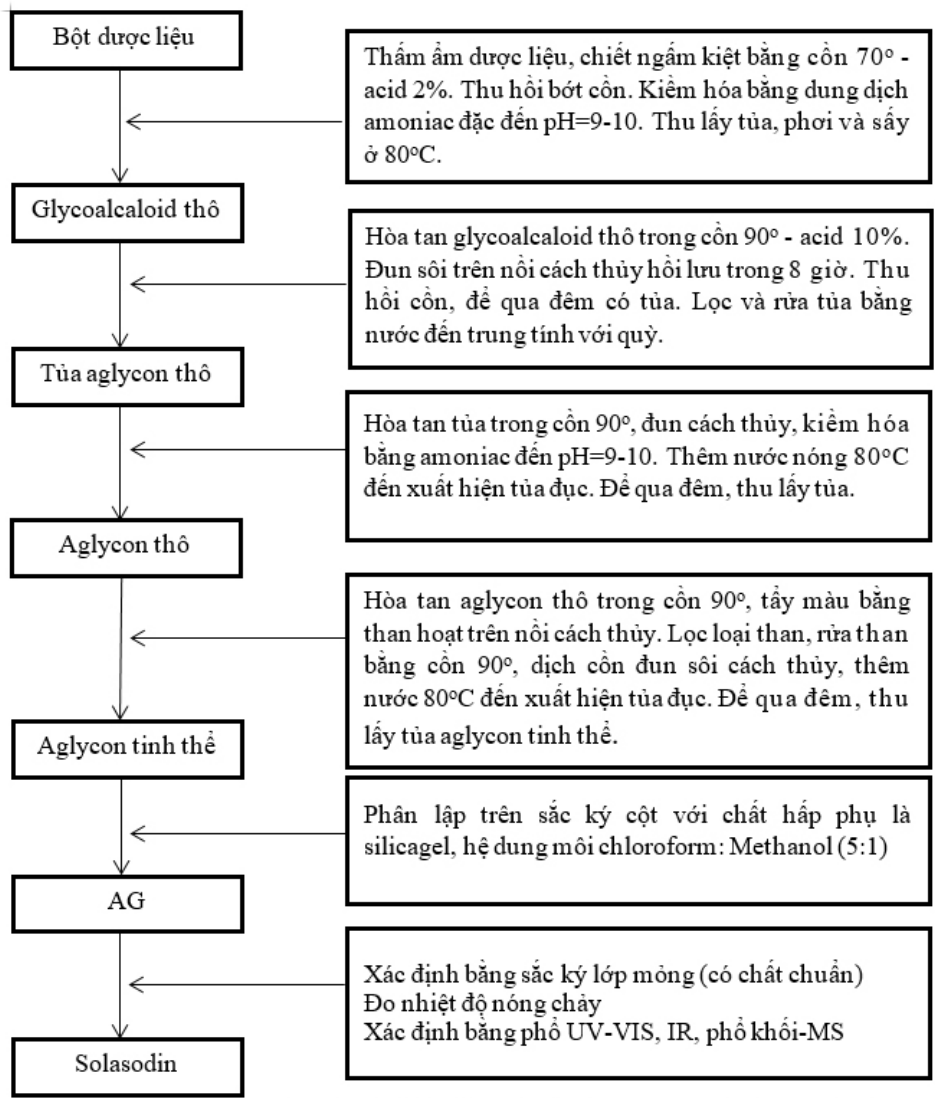 Bột dược liệu
Thấm ẩm dược liệu, chiết ngấm kiệt bằng cồn 70º -
acid 2%. Thu hồi bớt cồn. Kiềm hóa bằng dung dịch
amoniac đặc đến pH=9-10. Thu lấy tủa, phơi và sấy
ở 80ºC.
Glycoalcaloid thô
Hòa tan glycoalcaloid thô trong cồn 90º - acid 10%.
Đun sôi trên nồi cách thủy hồi lưu trong 8 giờ. Thu
hồi cồn, để qua đêm có tủa. Lọc và rửa tủa bằng
nước đến trung tính với quỳ.
Tủa aglycon thô
Hòa tan tủa trong cồn 90º, đun cách thủy, kiềm hóa
bằng amoniac đến pH=9-10. Thêm nước nóng 80ºC
đến xuất hiện tủa đục. Để qua đêm, thu lấy tủa.
Aglycon thô
Hòa tan aglycon thô trong cồn 90º, tẩy màu bằng
than hoạt trên nồi cách thủy. Lọc loại than, rửa than
bằng cồn 90º, dịch cồn đun sôi cách thủy, thêm
nước 80ºC đến xuất hiện tủa đục. Để qua đêm, thu
lấy tủa aglycon tinh thể.
Aglycon tinh thể
Phân lập trên sắc ký cột với chất hấp phụ là
silicagel, hệ dung môi chloroform: Methanol (5:1)
AG
Xác định bằng sắc ký lớp mỏng (có chất chuẩn)
Đo nhiệt độ nóng chảy
Xác định bằng phổ UV-VIS, IR, phổ khối-MS
Solasodin